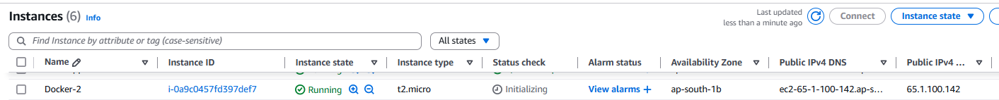 Instances (6) Info
Last updated
less than a minute ago
Connect
Instance state
Find Instance by attribute or tag (case-sensitive)
All states
Name Instance ID Instance state Instance type Status check Alarm status Availability Zone Public IPv4 DNS Public IPv4 ...
Docker-2 i-0a9c0457fd397def7 Running t2.micro Initializing View alarms + ap-south-1b ec2-65-1-100-142.ap-s... 65.1.100.142